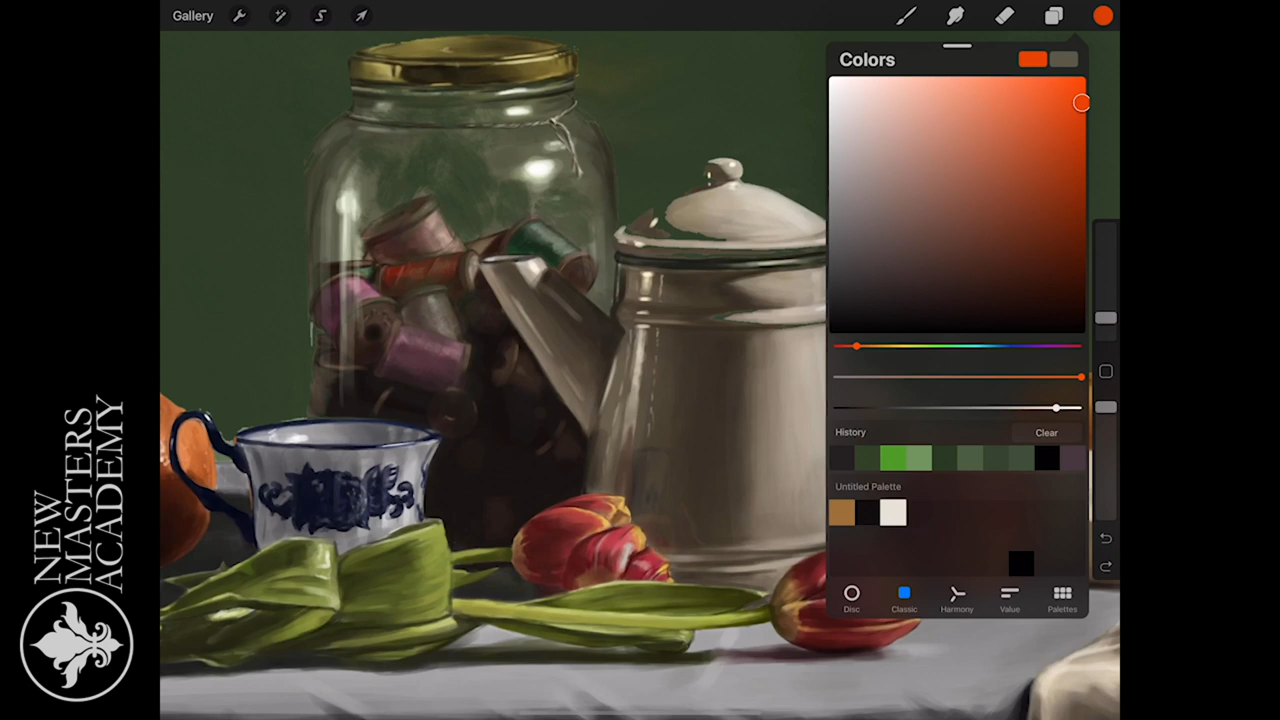 Gallery
Colors
History
Clear
Untitled Palette
Disc
Classic
Harmony
Value
Palettes
NEW
MASTERS
ACADEMY